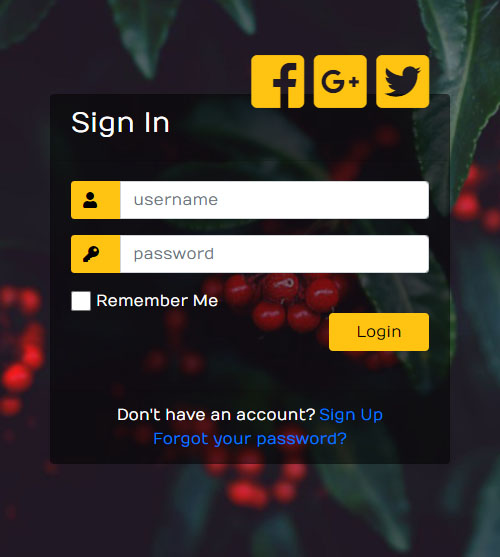 Sign In
username
password
Remember Me
Login
Don't have an account? Sign Up
Forgot your password?